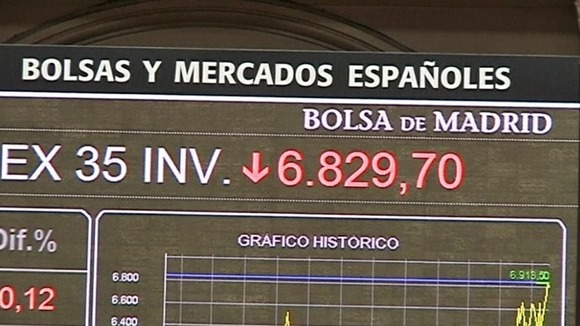 BOLSAS Y MERCADOS ESPAÑOLES
BOLSA DE MADRID
EX 35 INV. ↓6.829,70
Dif.%
GRÁFICO HISTÓRICO
0,12
6.800
6.600
6.400
6.913,50